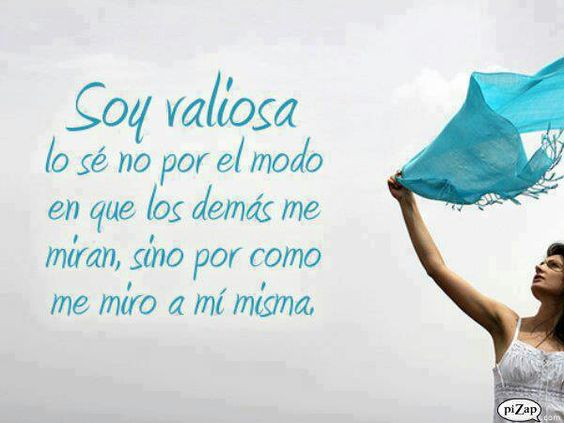 Soy valiosa
lo sé no por el modo
en que los demás me
miran, sino por como
me miro a mí misma.
piZap
.com